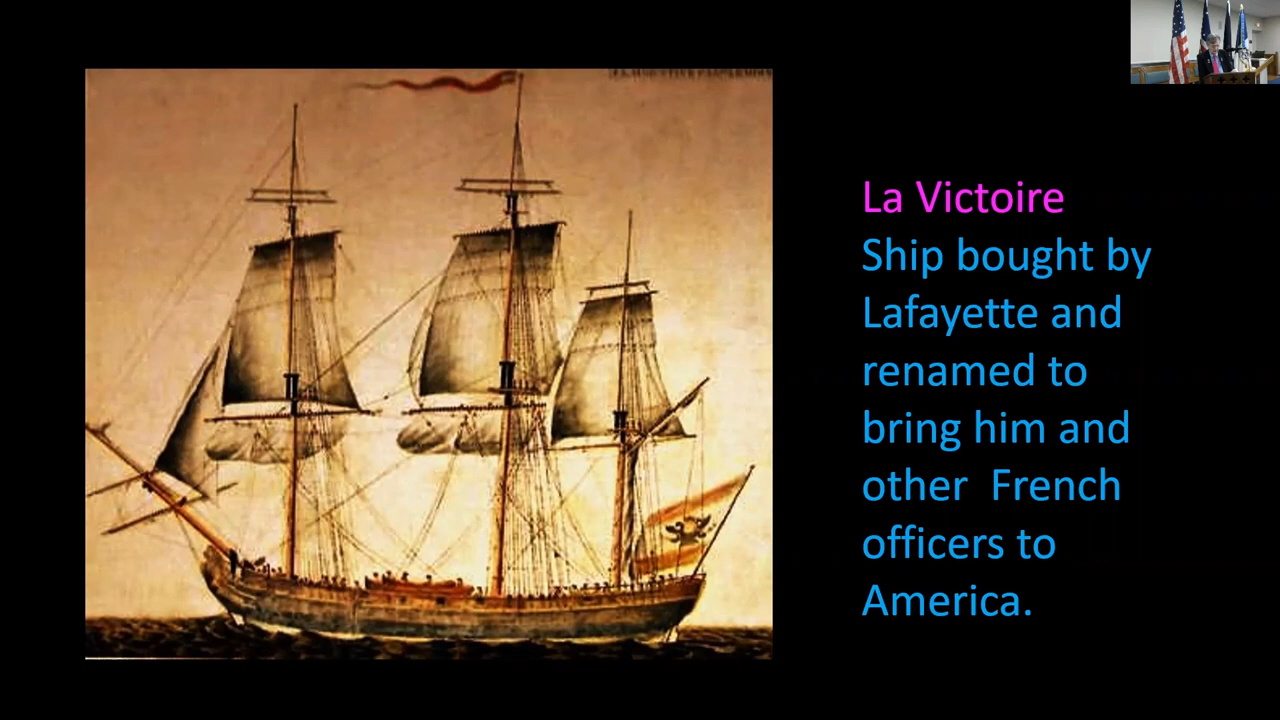 La Victoire
Ship bought by
Lafayette and
renamed to
bring him and
other  French
officers to
America.